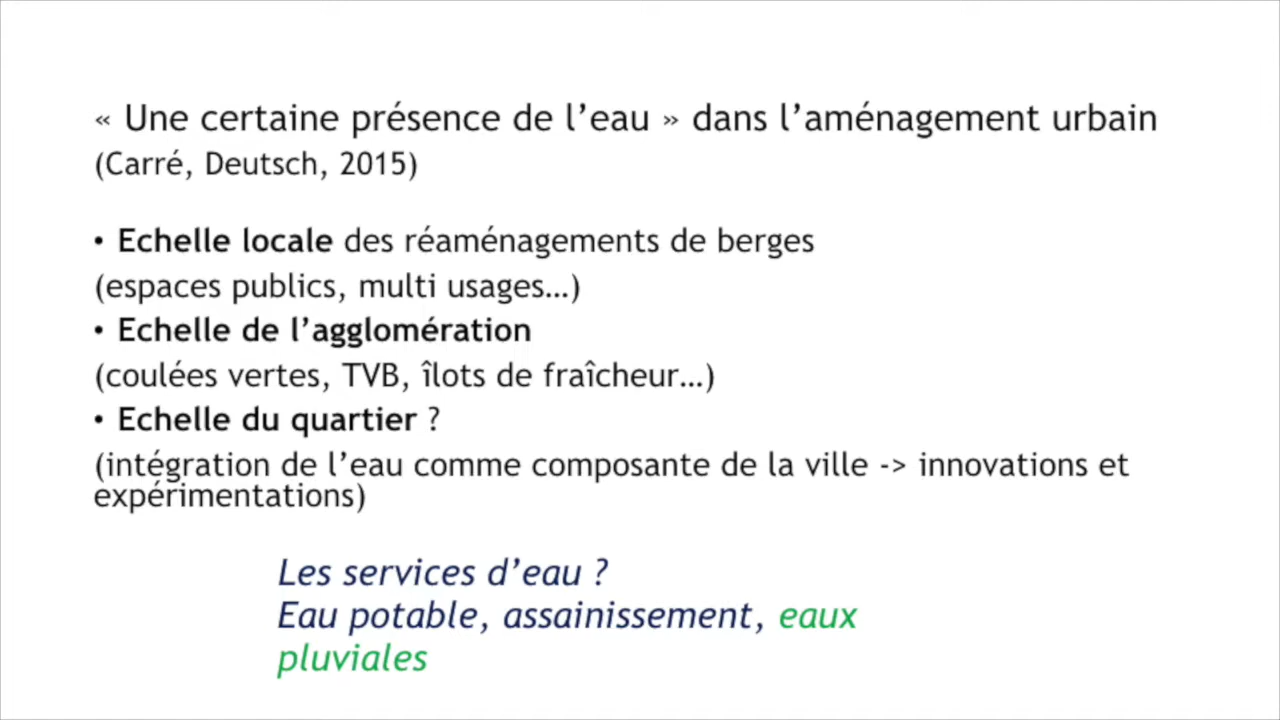 « Une certaine présence de l’eau » dans l’aménagement urbain
(Carré, Deutsch, 2015)
• Echelle locale des réaménagements de berges
(espaces publics, multi usages…)
• Echelle de l’agglomération
(coulées vertes, TVB, îlots de fraîcheur…)
• Echelle du quartier ?
(intégration de l’eau comme composante de la ville -> innovations et
expérimentations)
Les services d’eau ?
Eau potable, assainissement, eaux
pluviales